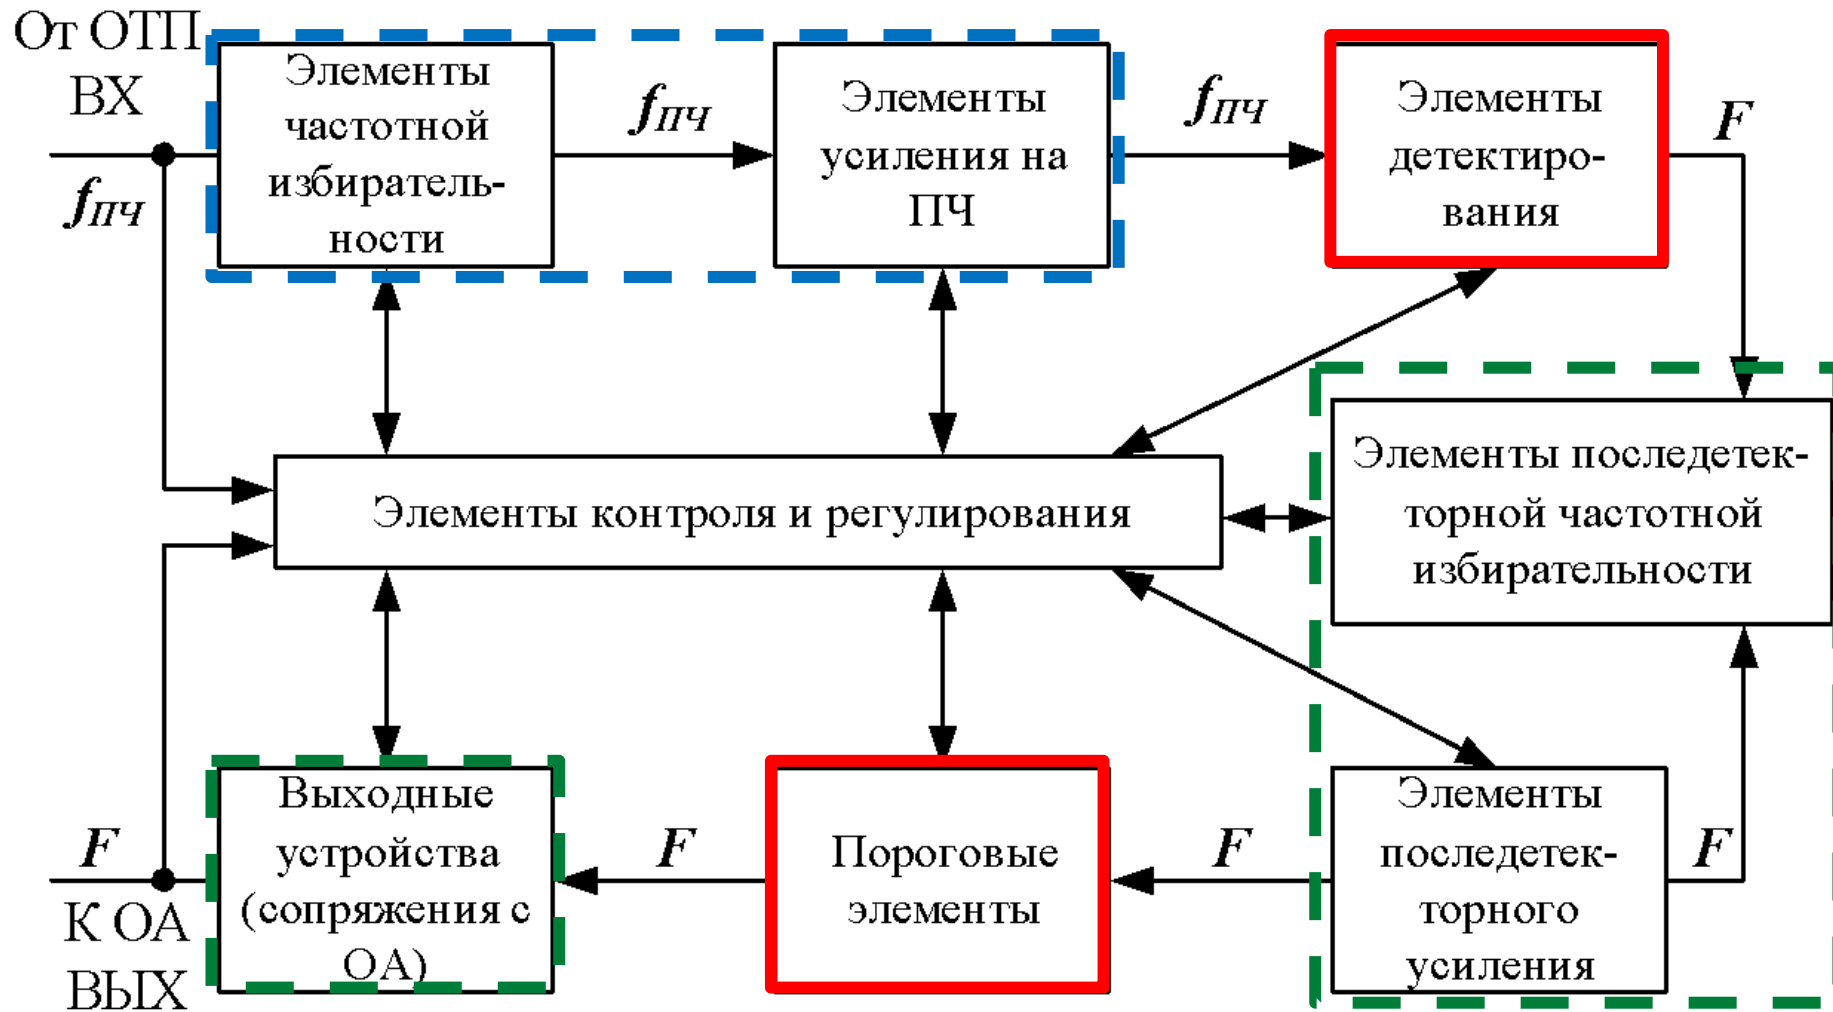 От ОТП
ВХ
fПЧ
Элементы
частотной
избиратель-
ности
fПЧ
Элементы
усиления на
ПЧ
fПЧ
Элементы
детектиро-
вания
F
Элементы контроля и регулирования
Элементы последетек-
торной частотной
избирательности
F
К ОА
ВЫХ
Выходные
устройства
(сопряжения с
ОА)
F
Пороговые
элементы
F
Элементы
последетек-
торного
усиления
F